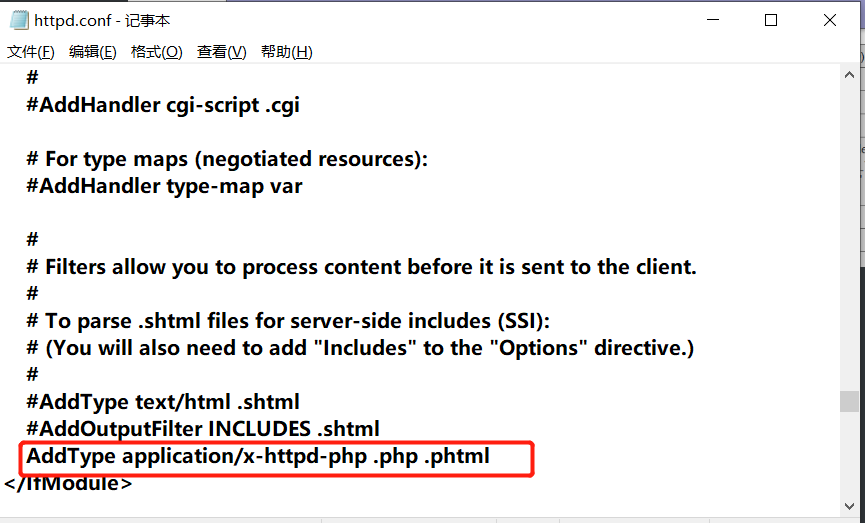 httpd.conf - 记事本
文件(F) 编辑(E) 格式(O) 查看(V) 帮助(H)
#
#AddHandler cgi-script .cgi
# For type maps (negotiated resources):
#AddHandler type-map var
#
# Filters allow you to process content before it is sent to the client.
#
# To parse .shtml files for server-side includes (SSI):
# (You will also need to add "Includes" to the "Options" directive.)
#
#AddType text/html .shtml
#AddOutputFilter INCLUDES .shtml
AddType application/x-httpd-php .php .phtml
</IfModule>